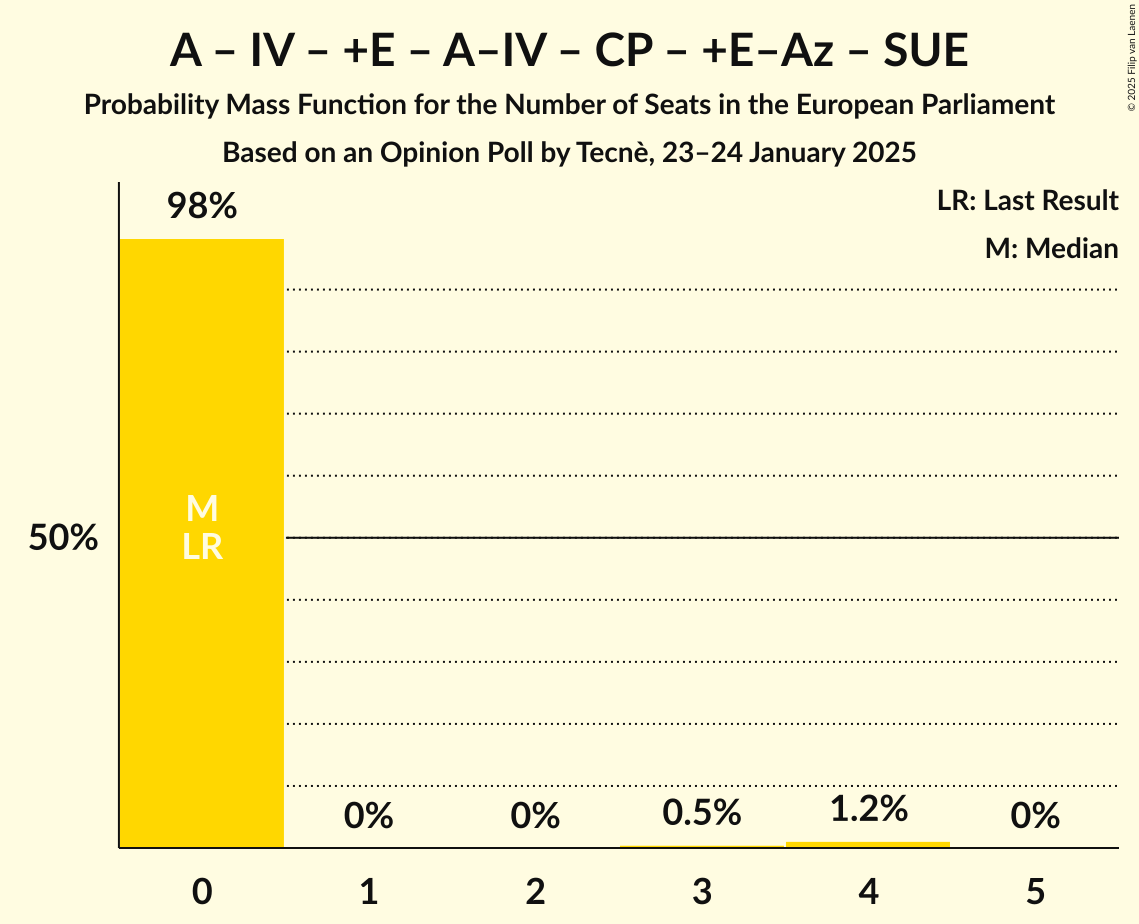 A – IV – +E – A–IV – CP – +E–Az – SUE
Probability Mass Function for the Number of Seats in the European Parliament
Based on an Opinion Poll by Tecnè, 23–24 January 2025
© 2025 Filip van Laenen
LR: Last Result
M: Median
98%
M
LR
50%
0%
0%
0.5%
1.2%
0%
0
1
2
3
4
5